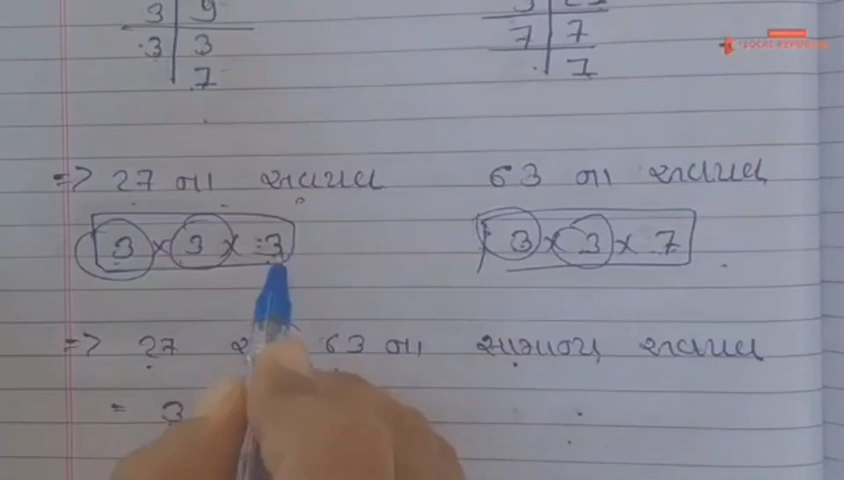 3 | 9
3 | 3
1
7 | 7
1
=> 27 ના અવયવ 63 ના અવયવ
3 × 3 × 3 3 × 3 × 7
=> 27 63 ના સામાન્ય અવયવ
= 3